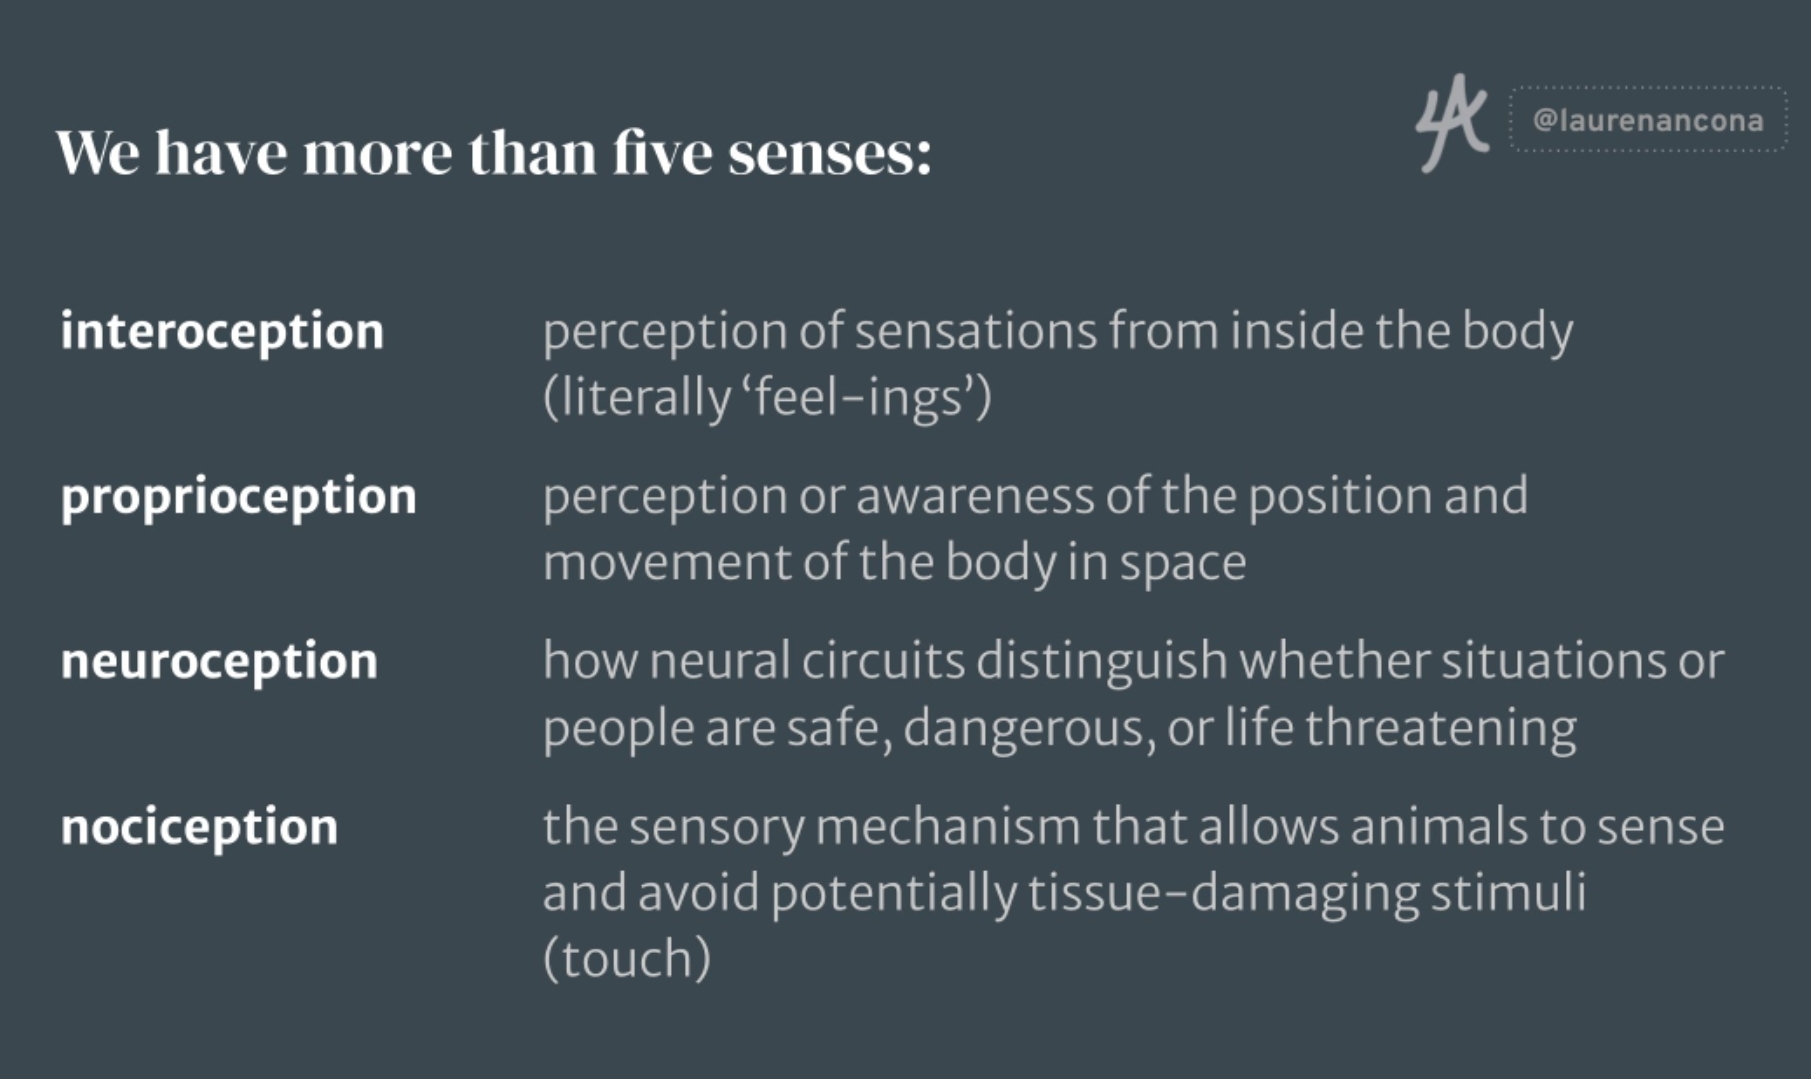 We have more than five senses:
@laurenancona
interoception
perception of sensations from inside the body
(literally ‘feel-ings’)
proprioception
perception or awareness of the position and
movement of the body in space
neuroception
how neural circuits distinguish whether situations or
people are safe, dangerous, or life threatening
nociception
the sensory mechanism that allows animals to sense
and avoid potentially tissue-damaging stimuli
(touch)